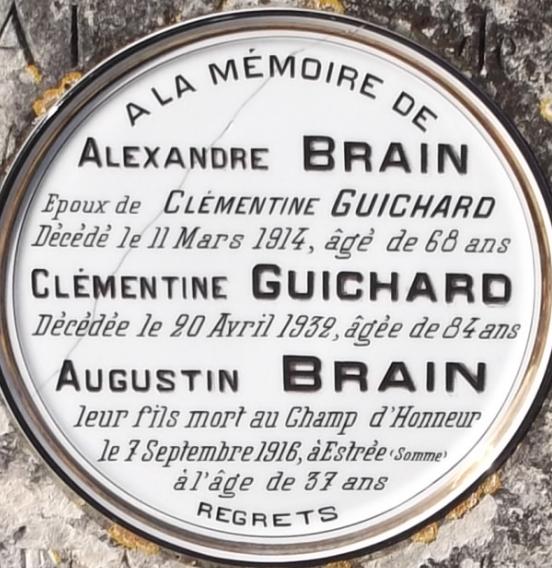 A LA MÉMOIRE DE
ALEXANDRE BRAIN
Epoux de CLÉMENTINE GUICHARD
Décédé le 11 Mars 1914, âgé de 68 ans
CLÉMENTINE GUICHARD
Décédée le 20 Avril 1939, âgée de 84 ans
AUGUSTIN BRAIN
leur fils mort au Champ d'Honneur
le 7 Septembre 1916, à Estrée (Somme)
à l'âge de 37 ans
REGRETS